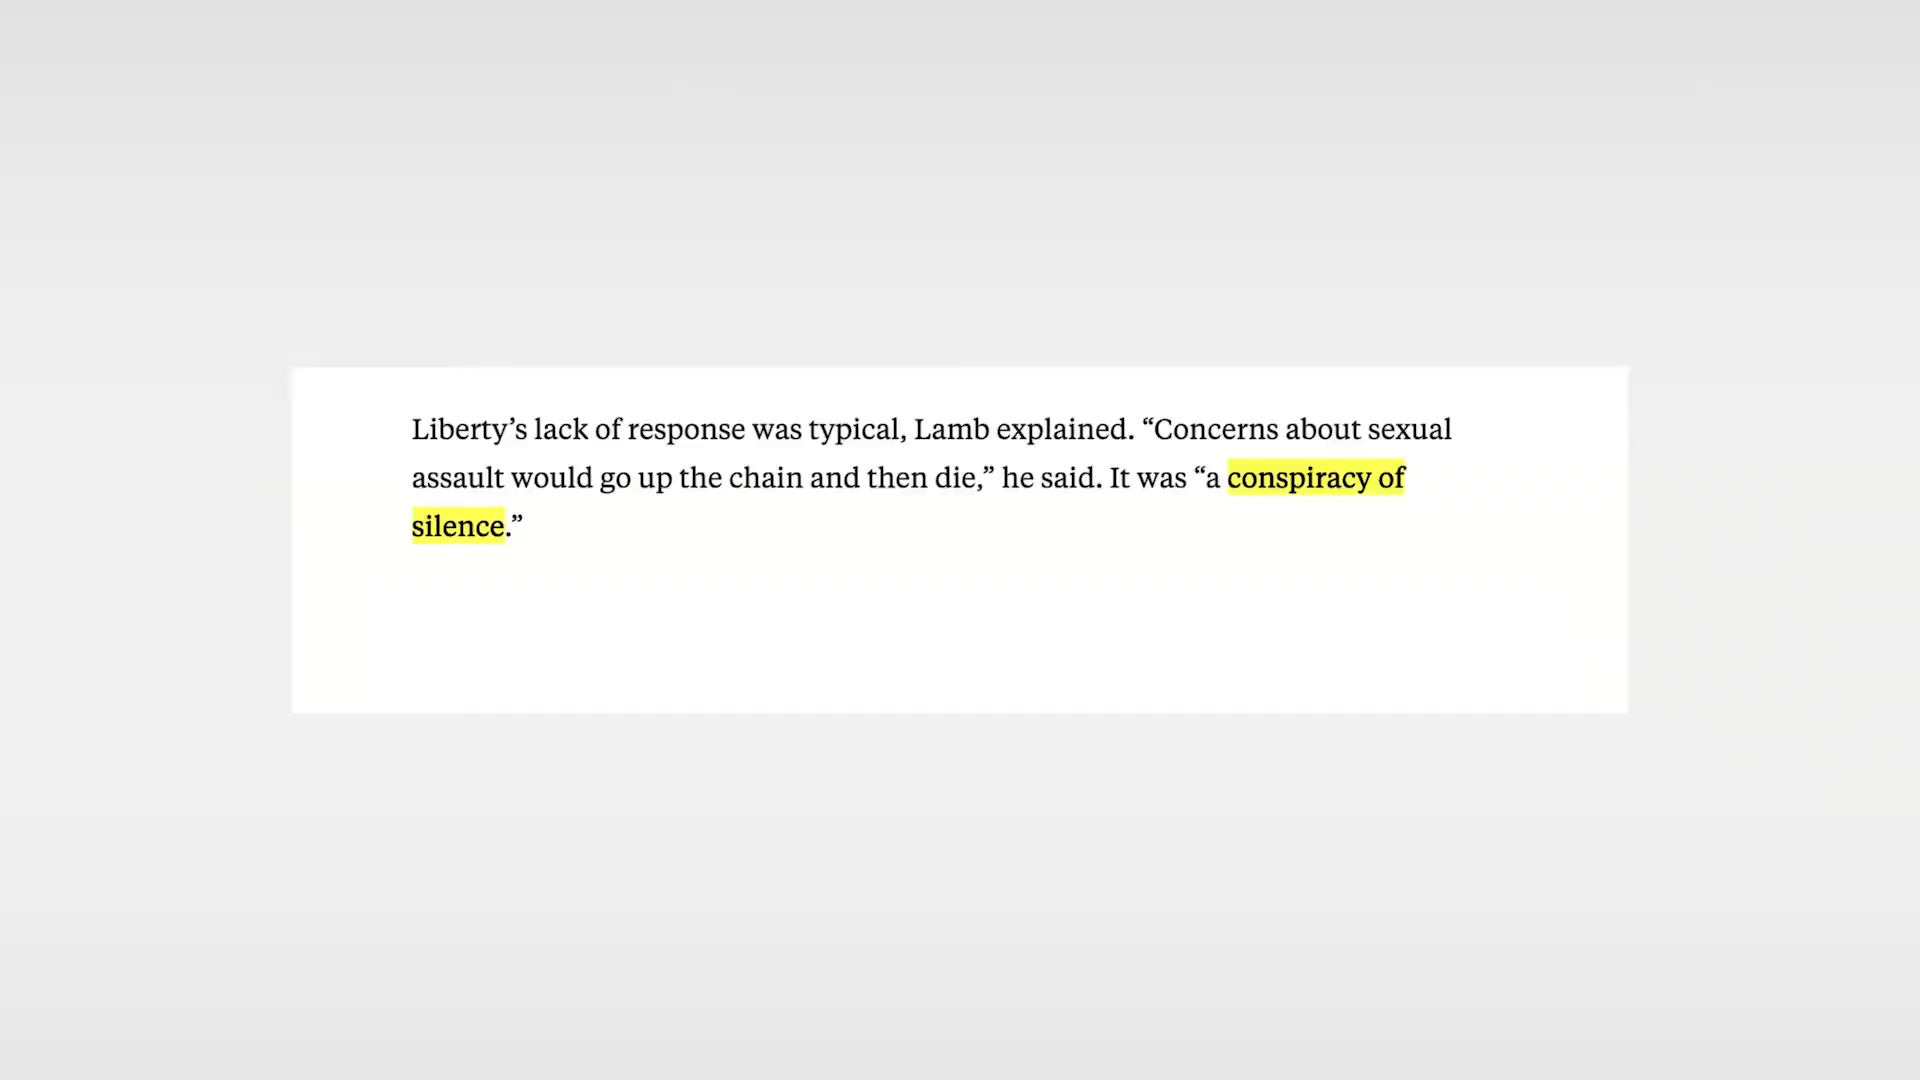 Liberty’s lack of response was typical, Lamb explained. “Concerns about sexual
assault would go up the chain and then die,” he said. It was “a conspiracy of
silence.”